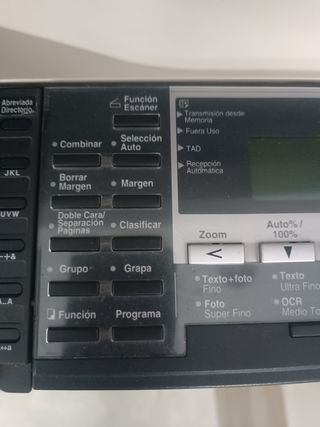 Abreviada
Directorio
JKL
UVW
-+&
A..A
↔a
Función
Escáner
Combinar
Selección
Auto
Borrar
Margen
Margen
Doble Cara/
Separación
Paginas
Clasificar
Grupo
Grapa
Función
Programa
Transmisión desde
Memoria
Fuera Uso
TAD
Recepción
Automática
Zoom
Auto%/
100%
<
▼
Texto+foto
Fino
Texto
Ultra Fino
Foto
Super Fino
OCR
Medio To